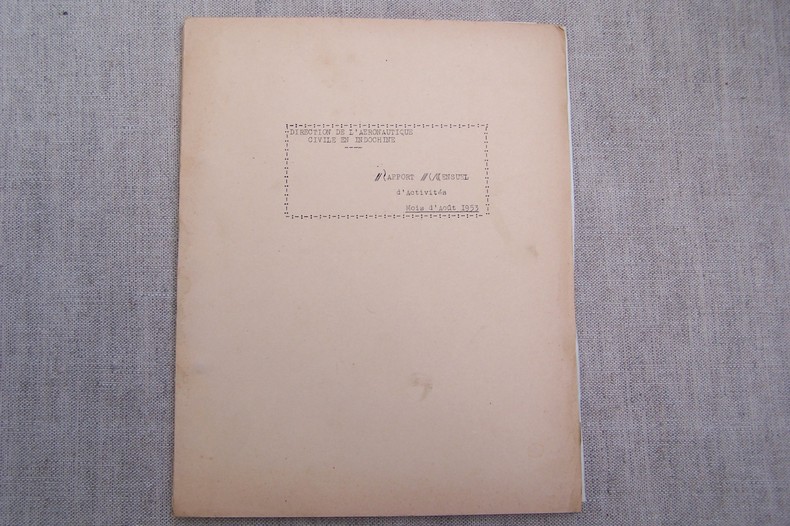 DIRECTION DE L'AERONAUTIQUE
CIVILE EN INDOCHINE
RAPPORT MENSUEL
d'Activités
Mois d'Août 1953